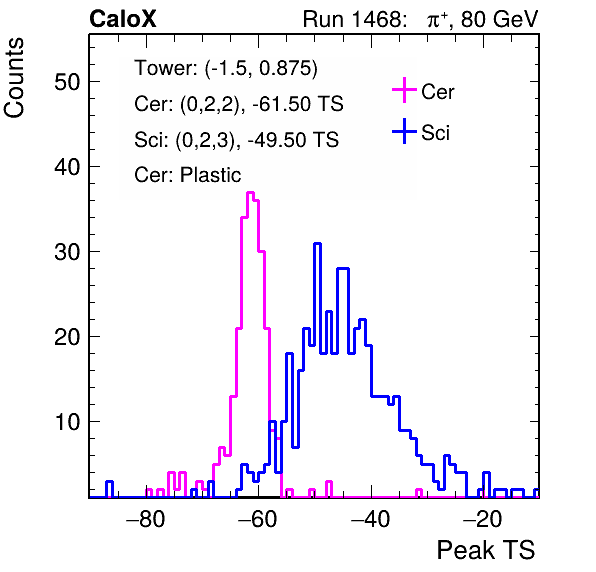 CaloX Run 1468: π⁺, 80 GeV
Counts
Tower: (-1.5, 0.875)
Cer: (0,2,2), -61.50 TS
Sci: (0,2,3), -49.50 TS
Cer: Plastic
Cer
Sci
50
40
30
20
10
−80 −60 −40 −20
Peak TS